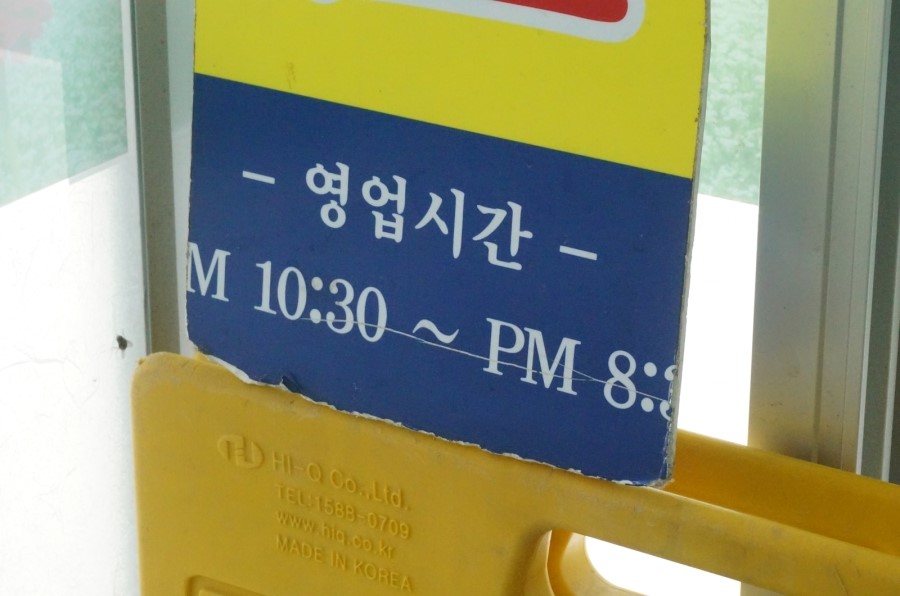 - 영업시간 -
M 10:30 ~ PM 8:3
HI-Q Co.,Ltd.
TEL:1588-0709
www.hiq.co.kr
MADE IN KOREA